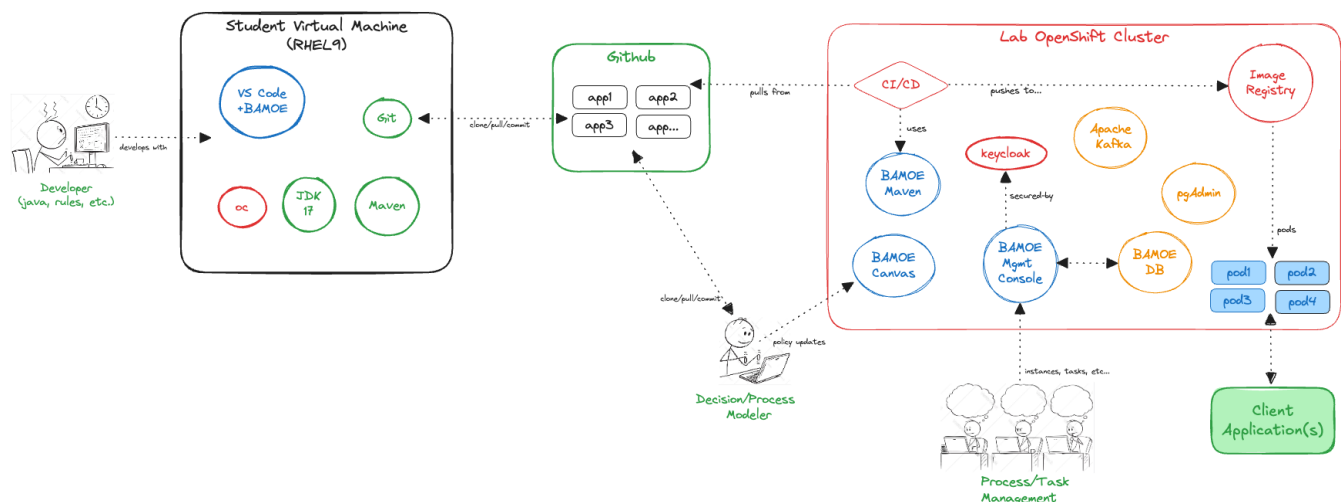 Student Virtual Machine
(RHEL9)
VS Code
+BAMOE
Git
oc
JDK
17
Maven
develops with
Developer
(java, rules, etc.)
clone/pull/commit
Github
app1
app2
app3
app...
clone/pull/commit
Decision/Process
Modeler
policy updates
Lab OpenShift Cluster
pulls from
CI/CD
pushes to...
Image
Registry
uses
BAMOE
Maven
keycloak
Apache
Kafka
pgAdmin
secured-by
BAMOE
Canvas
BAMOE
Mgmt
Console
BAMOE
DB
pods
pod1
pod2
pod3
pod4
instances, tasks, etc...
Process/Task
Management
Client
Application(s)